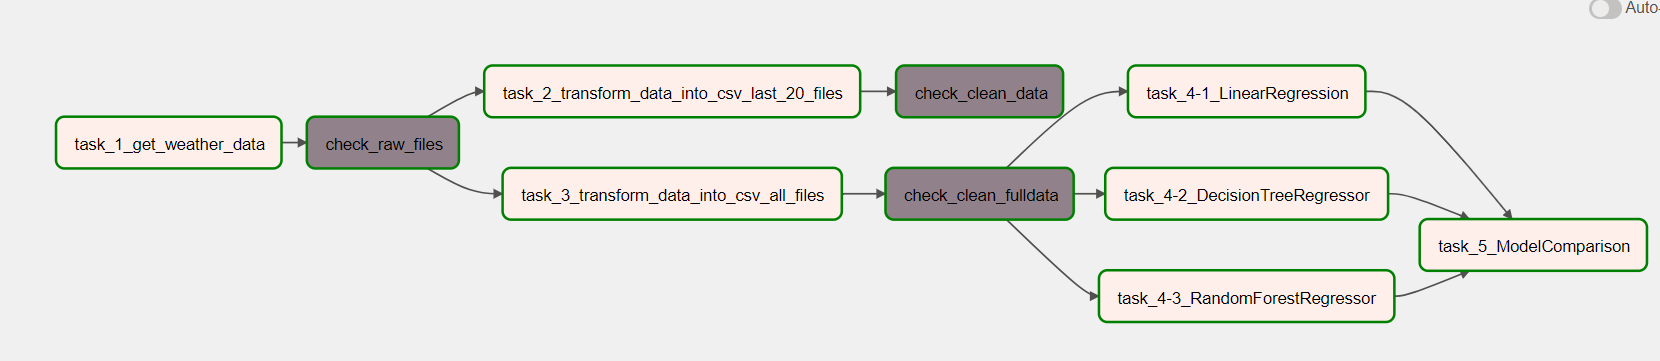 Auto-
task_2_transform_data_into_csv_last_20_files
check_clean_data
task_4-1_LinearRegression
task_1_get_weather_data
check_raw_files
task_3_transform_data_into_csv_all_files
check_clean_fulldata
task_4-2_DecisionTreeRegressor
task_5_ModelComparison
task_4-3_RandomForestRegressor